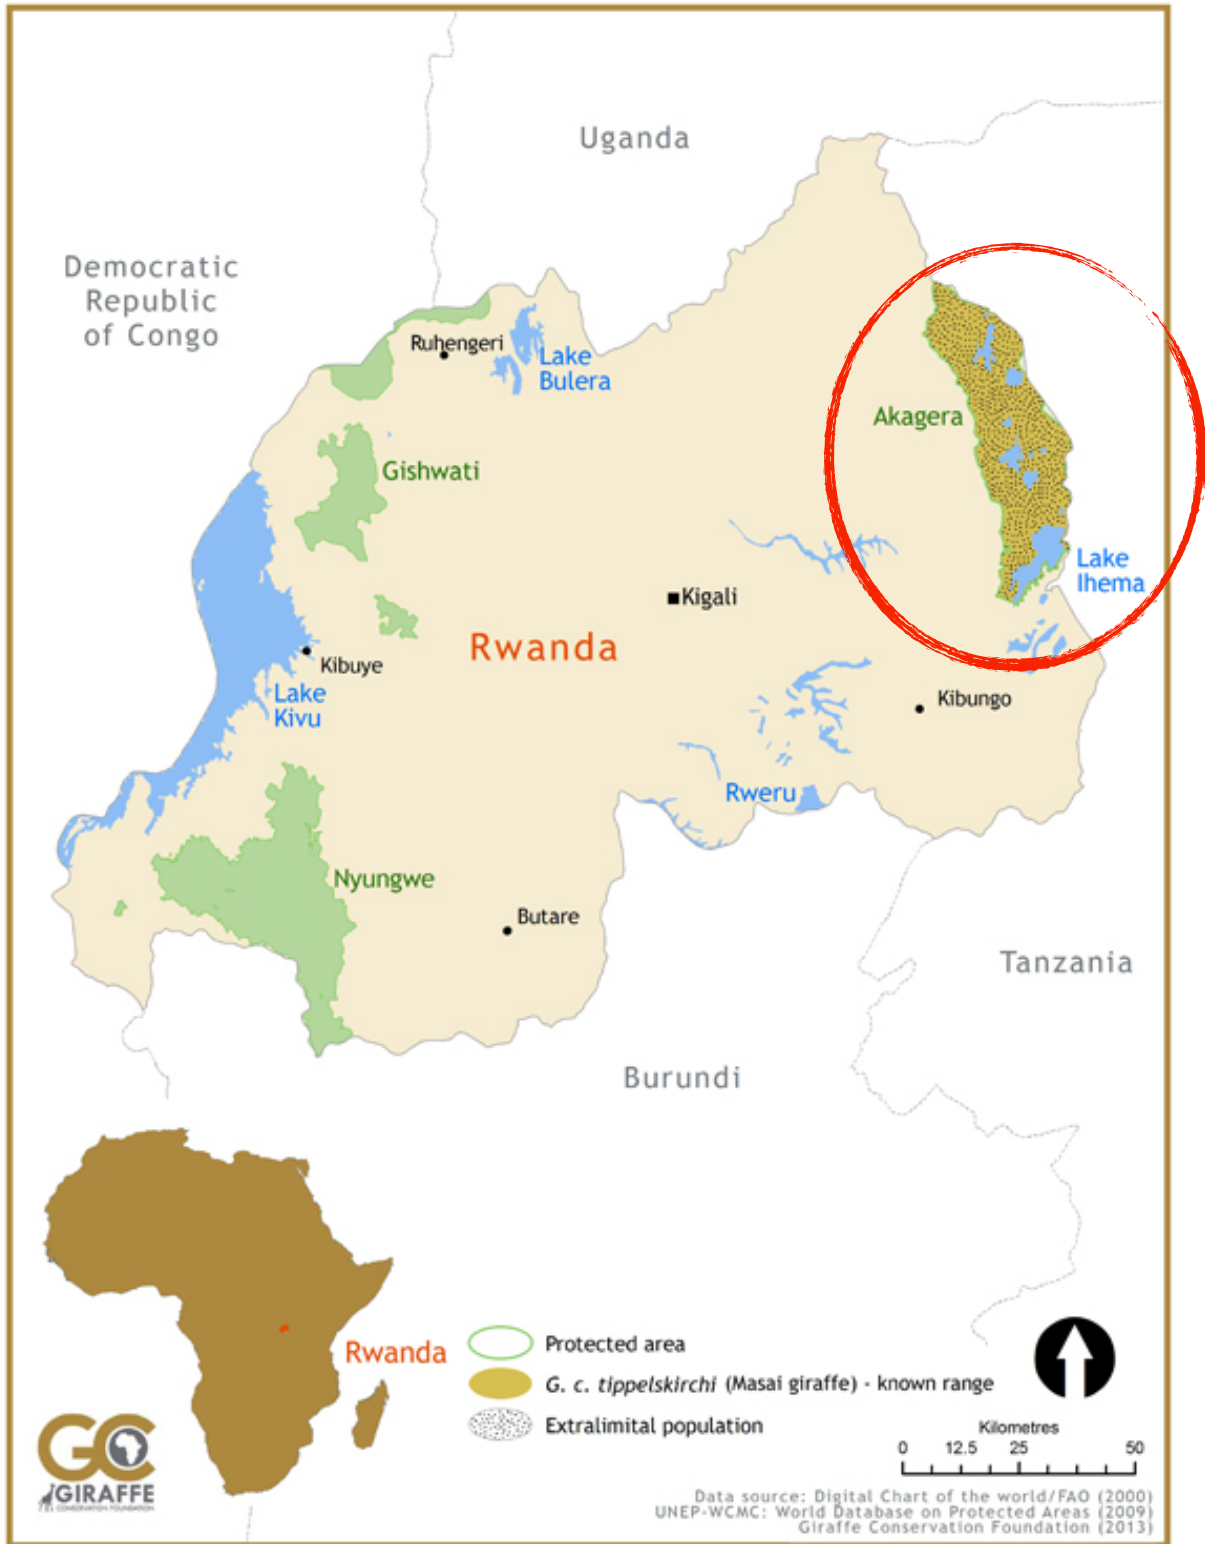 Uganda
Democratic
Republic
of Congo
Ruhengeri
Lake
Bulera
Akagera
Gishwati
Lake
Ihema
Kigali
Rwanda
Kibuye
Lake
Kivu
Kibungo
Rweru
Nyungwe
Butare
Tanzania
Burundi
Rwanda
Protected area
G. c. tippelskirchi (Masai giraffe) - known range
Extralimital population
Kilometres
0 12.5 25 50
GC
GIRAFFE
CONSERVATION FOUNDATION
Data source: Digital Chart of the world/FAO (2000)
UNEP-WCMC: World Database on Protected Areas (2009)
Giraffe Conservation Foundation (2013)